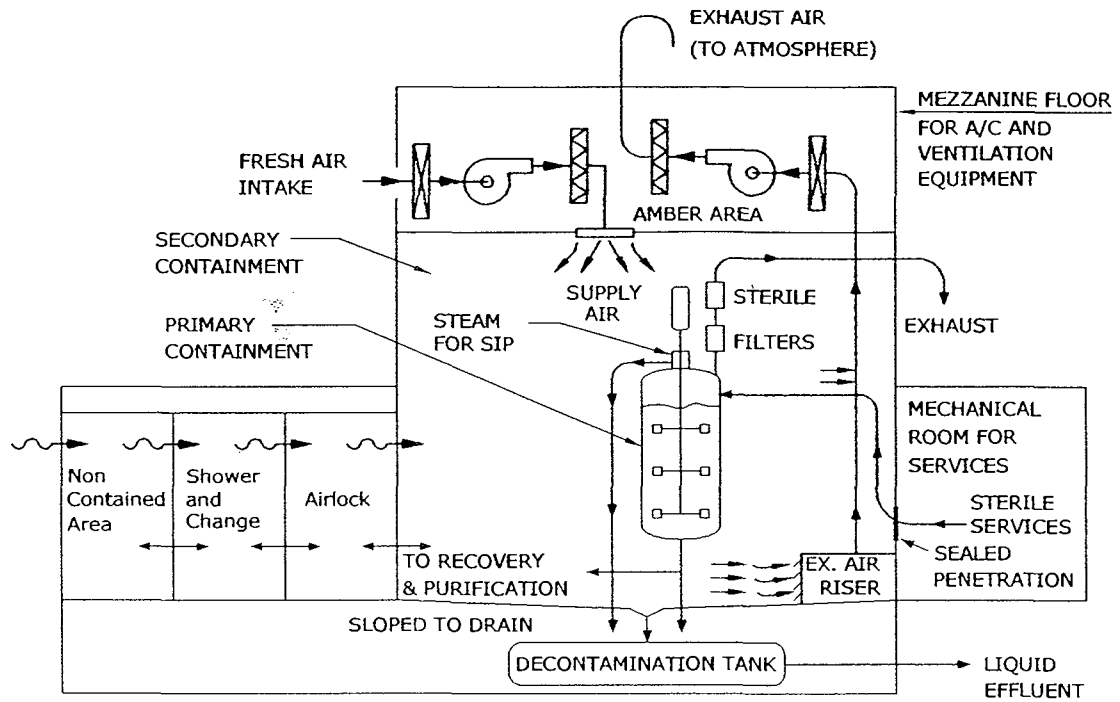 EXHAUST AIR
(TO ATMOSPHERE)
MEZZANINE FLOOR
FOR A/C AND
VENTILATION
EQUIPMENT
FRESH AIR
INTAKE
AMBER AREA
SECONDARY
CONTAINMENT
SUPPLY
AIR
STERILE
FILTERS
EXHAUST
PRIMARY
CONTAINMENT
STEAM
FOR SIP
MECHANICAL
ROOM FOR
SERVICES
Non
Contained
Area
Shower
and
Change
Airlock
STERILE
SERVICES
SEALED
PENETRATION
TO RECOVERY
& PURIFICATION
EX. AIR
RISER
SLOPED TO DRAIN
DECONTAMINATION TANK
LIQUID
EFFLUENT